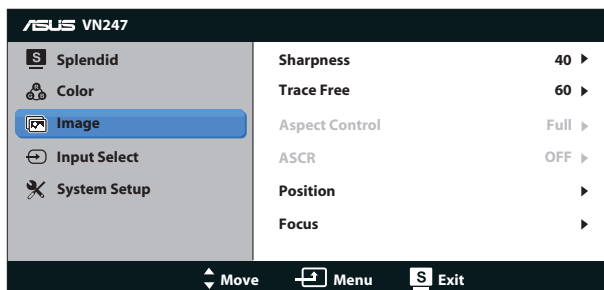 ASUS VN247
S Splendid
Color
Image
Input Select
System Setup
Sharpness 40
Trace Free 60
Aspect Control Full
ASCR OFF
Position
Focus
Move Menu S Exit